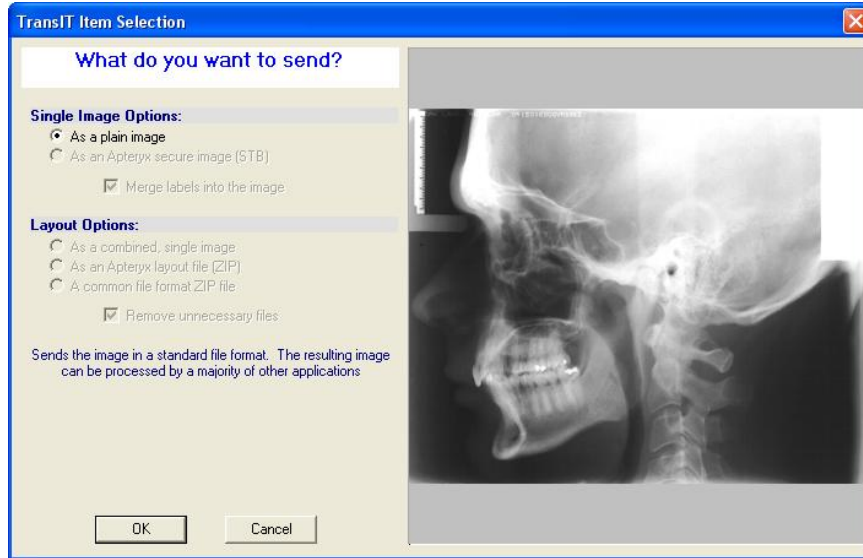 TransIT Item Selection
What do you want to send?
Single Image Options:
As a plain image
As an Apteryx secure image (STB)
Merge labels into the image
Layout Options:
As a combined, single image
As an Apteryx layout file (ZIP)
A common file format ZIP file
Remove unnecessary files
Sends the image in a standard file format. The resulting image
can be processed by a majority of other applications
OK
Cancel